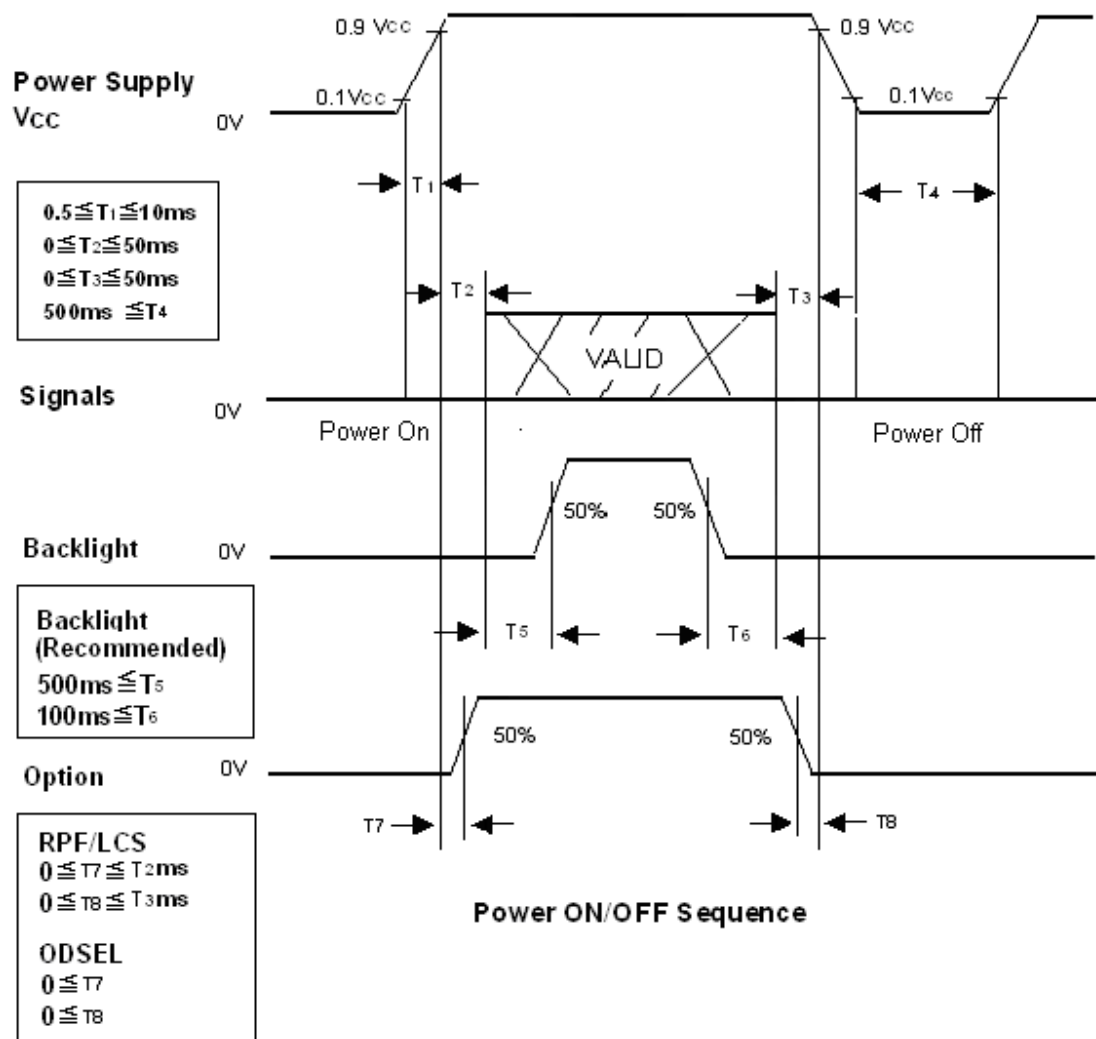 0.9 Vcc
0.9 Vcc
Power Supply
Vcc
0.1Vcc
0.1Vcc
0V
T1
T4
0.5≦T1≦10ms
0≦T2≦50ms
0≦T3≦50ms
500ms ≦T4
T2
T3
VALID
Signals
0V
Power On
Power Off
50%
50%
Backlight
0V
Backlight
(Recommended)
500ms≦T5
100ms≦T6
T5
T6
50%
50%
Option
0V
T7
T8
RPF/LCS
0≦T7≦T2ms
0≦T8≦T3ms
ODSEL
0≦T7
0≦T8
Power ON/OFF Sequence